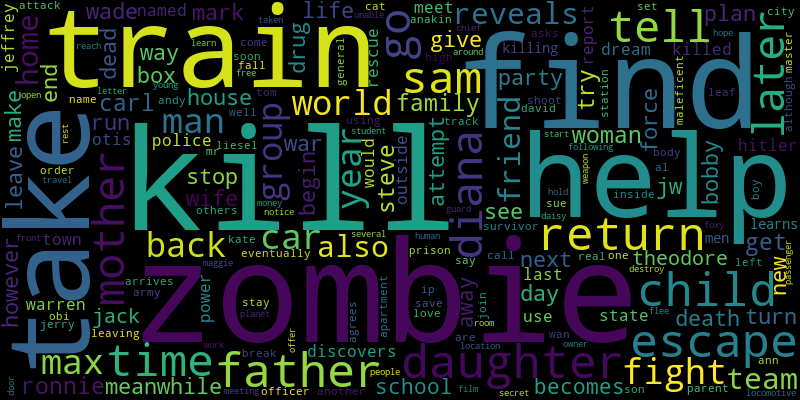 train
find
kill
help
zombie
take
attack
wade
named
mark
life
go
meet
anakin
reveals
cat
asks
set
plan
city
chief
tell
later
jeffrey
home
dead
drug
way
box
end
rescue
general
give
high
sam
killing
killed
dream
party
try
report
station
maleficent
leaf
although
master
hope
open
make
name
carl
andy
house
world
family
friend
force
shoot
david
run
letter
young
tom
using
track
woman
man
group
war
year
would
steve
outside
attempt
start
following
body
hitler
leave
rest
otis
police
mr
liesel
student
begin
stop
wife
others
money
notice
diana
see
jw
al
bobby
boy
learns
order
travel
mother
weapon
inside
hold
sue
daisy
foxy
men
get
survivor
guard
back
car
also
return
however
front
town
kate
eventually
several
human
prison
say
call
next
real
one
theodore
left
new
passenger
destroy
warren
obi
jerry
arrives
army
power
stay
planet
maggie
ip
save
love
away
join
last
day
use
state
child
death
turn
flee
escape
jack
leaving
max
time
father
daughter
fight
team
ann
discovers
agrees
apartment
are
location
room
wan
owner
son
parent
door
ronnie
meanwhile
work
break
offer
officer
meeting
another
people
school
film
secret
becomes
locomotive
reach
learn
soon
fall
free
come
taken
unable
around
well